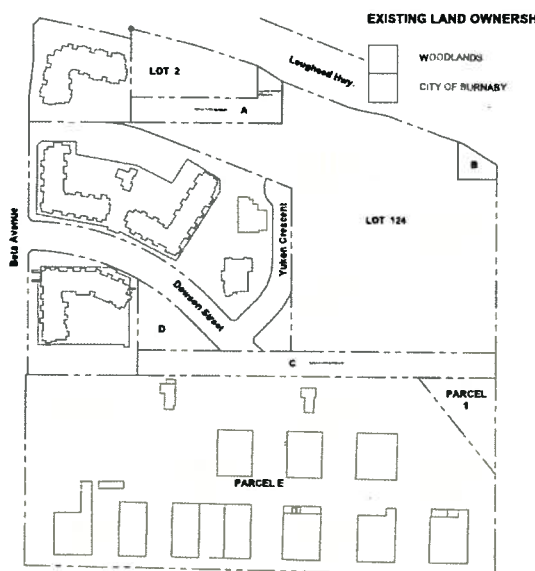 EXISTING LAND OWNERSH
WOODLANDS
CITY OF BURNABY
Lougheed Hwy.
LOT 2
A
B
LOT 124
Beta Avenue
Yukon Crescent
Dawson Street
D
C
PARCEL
1
PARCEL E